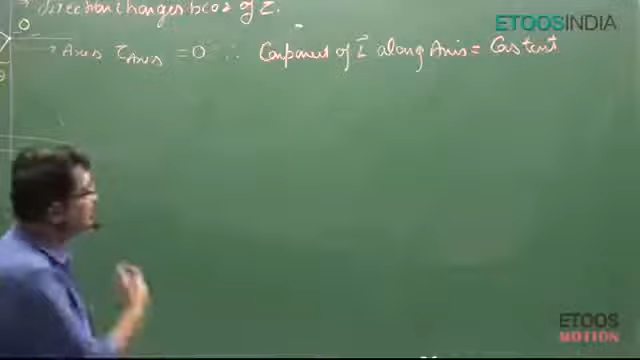 direction changes bcoz of τ.
ETOOSINDIA
Axis τAxis = 0 ∴ Component of L⃗ along Axis = Constant
ETOOS
MOTION